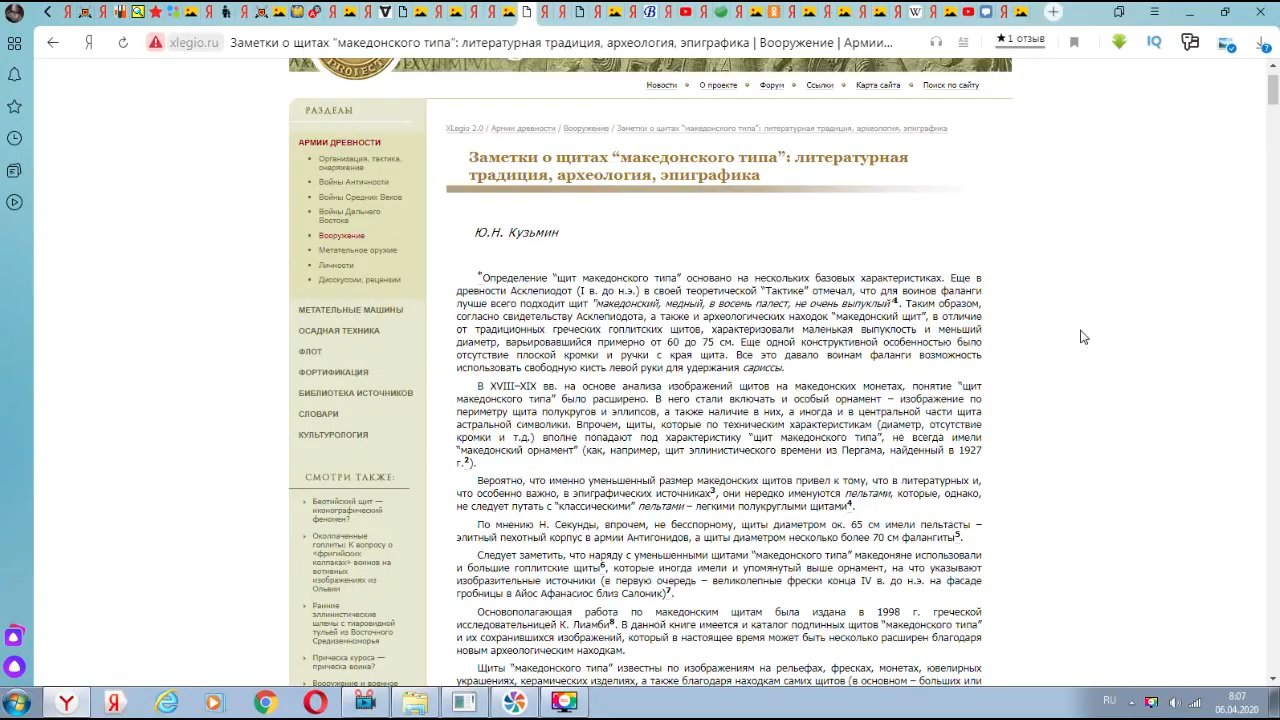 xlegio.ru
Заметки о щитах “македонского типа”: литературная традиция, археология, эпиграфика | Вооружение | Арми...
★1 отзыв
PROJECT
Новости
О проекте
Форум
Ссылки
Карта сайта
Поиск по сайту
РАЗДЕЛЫ
АРМИИ ДРЕВНОСТИ
Организация, тактика,
снаряжение
Войны Античности
Войны Средних Веков
Войны Дальнего
Востока
Вооружение
Метательное оружие
Личности
Дисскуссии, рецензии
МЕТАТЕЛЬНЫЕ МАШИНЫ
ОСАДНАЯ ТЕХНИКА
ФЛОТ
ФОРТИФИКАЦИЯ
БИБЛИОТЕКА ИСТОЧНИКОВ
СЛОВАРИ
КУЛЬТУРОЛОГИЯ
СМОТРИ ТАКЖЕ:
Беотийский щит —
иконографический
феномен?
Околпаченные
гоплиты: К вопросу о
«фригийских
колпаках» воинов на
вотивных
изображениях из
Ольвии
Ранние
эллинистические
шлемы с тиаровидной
тульей из Восточного
Средиземноморья
Прическа куроса —
прическа воина?
Вооружение и военное
XLegio 2.0 / Армии древности / Вооружение / Заметки о щитах “македонского типа”: литературная традиция, археология, эпиграфика
Заметки о щитах “македонского типа”: литературная
традиция, археология, эпиграфика
Ю.Н. Кузьмин
*Определение “щит македонского типа” основано на нескольких базовых характеристиках. Еще в
древности Асклепиодот (I в. до н.э.) в своей теоретической “Тактике” отмечал, что для воинов фаланги
лучше всего подходит щит “македонский, медный, в восемь палест, не очень выпуклый”1. Таким образом,
согласно свидетельству Асклепиодота, а также и археологических находок “македонский щит”, в отличие
от традиционных греческих гоплитских щитов, характеризовали маленькая выпуклость и меньший
диаметр, варьировавшийся примерно от 60 до 75 см. Еще одной конструктивной особенностью было
отсутствие плоской кромки и ручки с края щита. Все это давало воинам фаланги возможность
использовать свободную кисть левой руки для удержания сариссы.
В XVIII–XIX вв. на основе анализа изображений щитов на македонских монетах, понятие “щит
македонского типа” было расширено. В него стали включать и особый орнамент – изображение по
периметру щита полукругов и эллипсов, а также наличие в них, а иногда и в центральной части щита
астральной символики. Впрочем, щиты, которые по техническим характеристикам (диаметр, отсутствие
кромки и т.д.) вполне попадают под характеристику “щит македонского типа”, не всегда имели
“македонский орнамент” (как, например, щит эллинистического времени из Пергама, найденный в 1927
г.2).
Вероятно, что именно уменьшенный размер македонских щитов привел к тому, что в литературных и,
что особенно важно, в эпиграфических источниках3, они нередко именуются пельтами, которые, однако,
не следует путать с “классическими” пельтами – легкими полукруглыми щитами4.
По мнению Н. Секунды, впрочем, не бесспорному, щиты диаметром ок. 65 см имели пельтасты –
элитный пехотный корпус в армии Антигонидов, а щиты диаметром несколько более 70 см фалангиты5.
Следует заметить, что наряду с уменьшенными щитами “македонского типа” македоняне использовали
и большие гоплитские щиты6, которые иногда имели и упомянутый выше орнамент, на что указывают
изобразительные источники (в первую очередь – великолепные фрески конца IV в. до н.э. на фасаде
гробницы в Айос Афанасиос близ Салоник)7.
Основополагающая работа по македонским щитам была издана в 1998 г. греческой
исследовательницей К. Лиамби8. В данной книге имеется и каталог подлинных щитов “македонского типа”
и их сохранившихся изображений, который в настоящее время может быть несколько расширен благодаря
новым археологическим находкам.
Щиты “македонского типа” известны по изображениям на рельефах, фресках, монетах, ювелирных
украшениях, керамических изделиях, а также благодаря находкам самих щитов (в основном – больших или
RU
8:07
06.04.2020